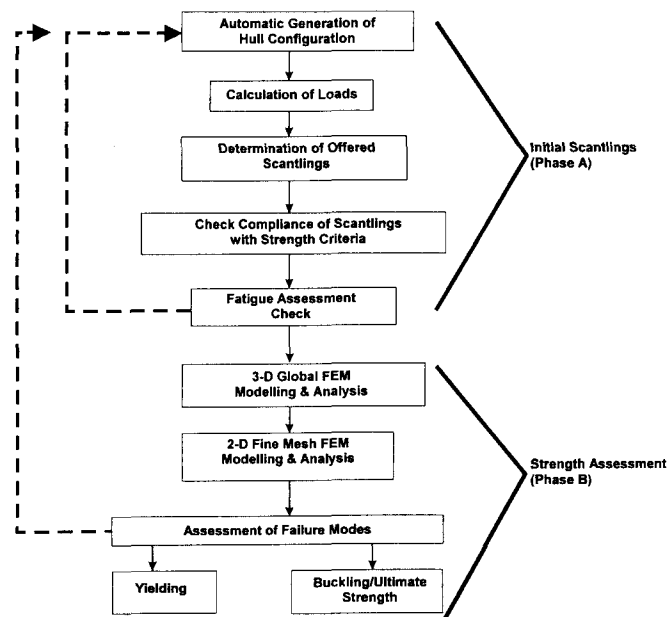 Automatic Generation of
Hull Configuration
Calculation of Loads
Determination of Offered
Scantlings
Initial Scantlings
(Phase A)
Check Compliance of Scantlings
with Strength Criteria
Fatigue Assessment
Check
3-D Global FEM
Modelling & Analysis
2-D Fine Mesh FEM
Modelling & Analysis
Strength Assessment
(Phase B)
Assessment of Failure Modes
Yielding
Buckling/Ultimate
Strength